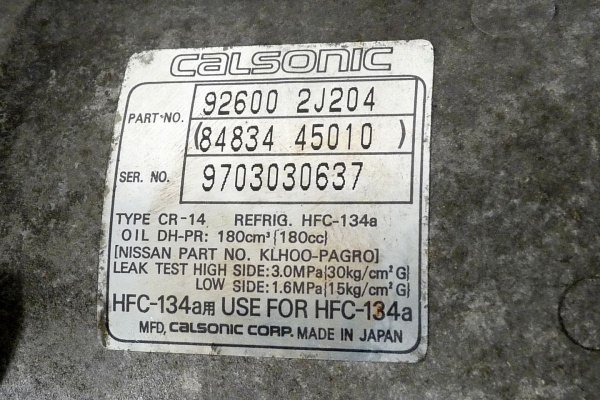 CALSONIC
PART NO. 92600 2J204
(84834 45010 )
SER. NO. 9703030637
TYPE CR-14 REFRIG. HFC-134a
OIL DH-PR: 180cm³{180cc}
[NISSAN PART NO. KLHOO-PAGRO]
LEAK TEST HIGH SIDE:3.0MPa{30kg/cm²G}
LOW SIDE:1.6MPa{15kg/cm²G}
HFC-134a用 USE FOR HFC-134a
MFD, CALSONIC CORP. MADE IN JAPAN